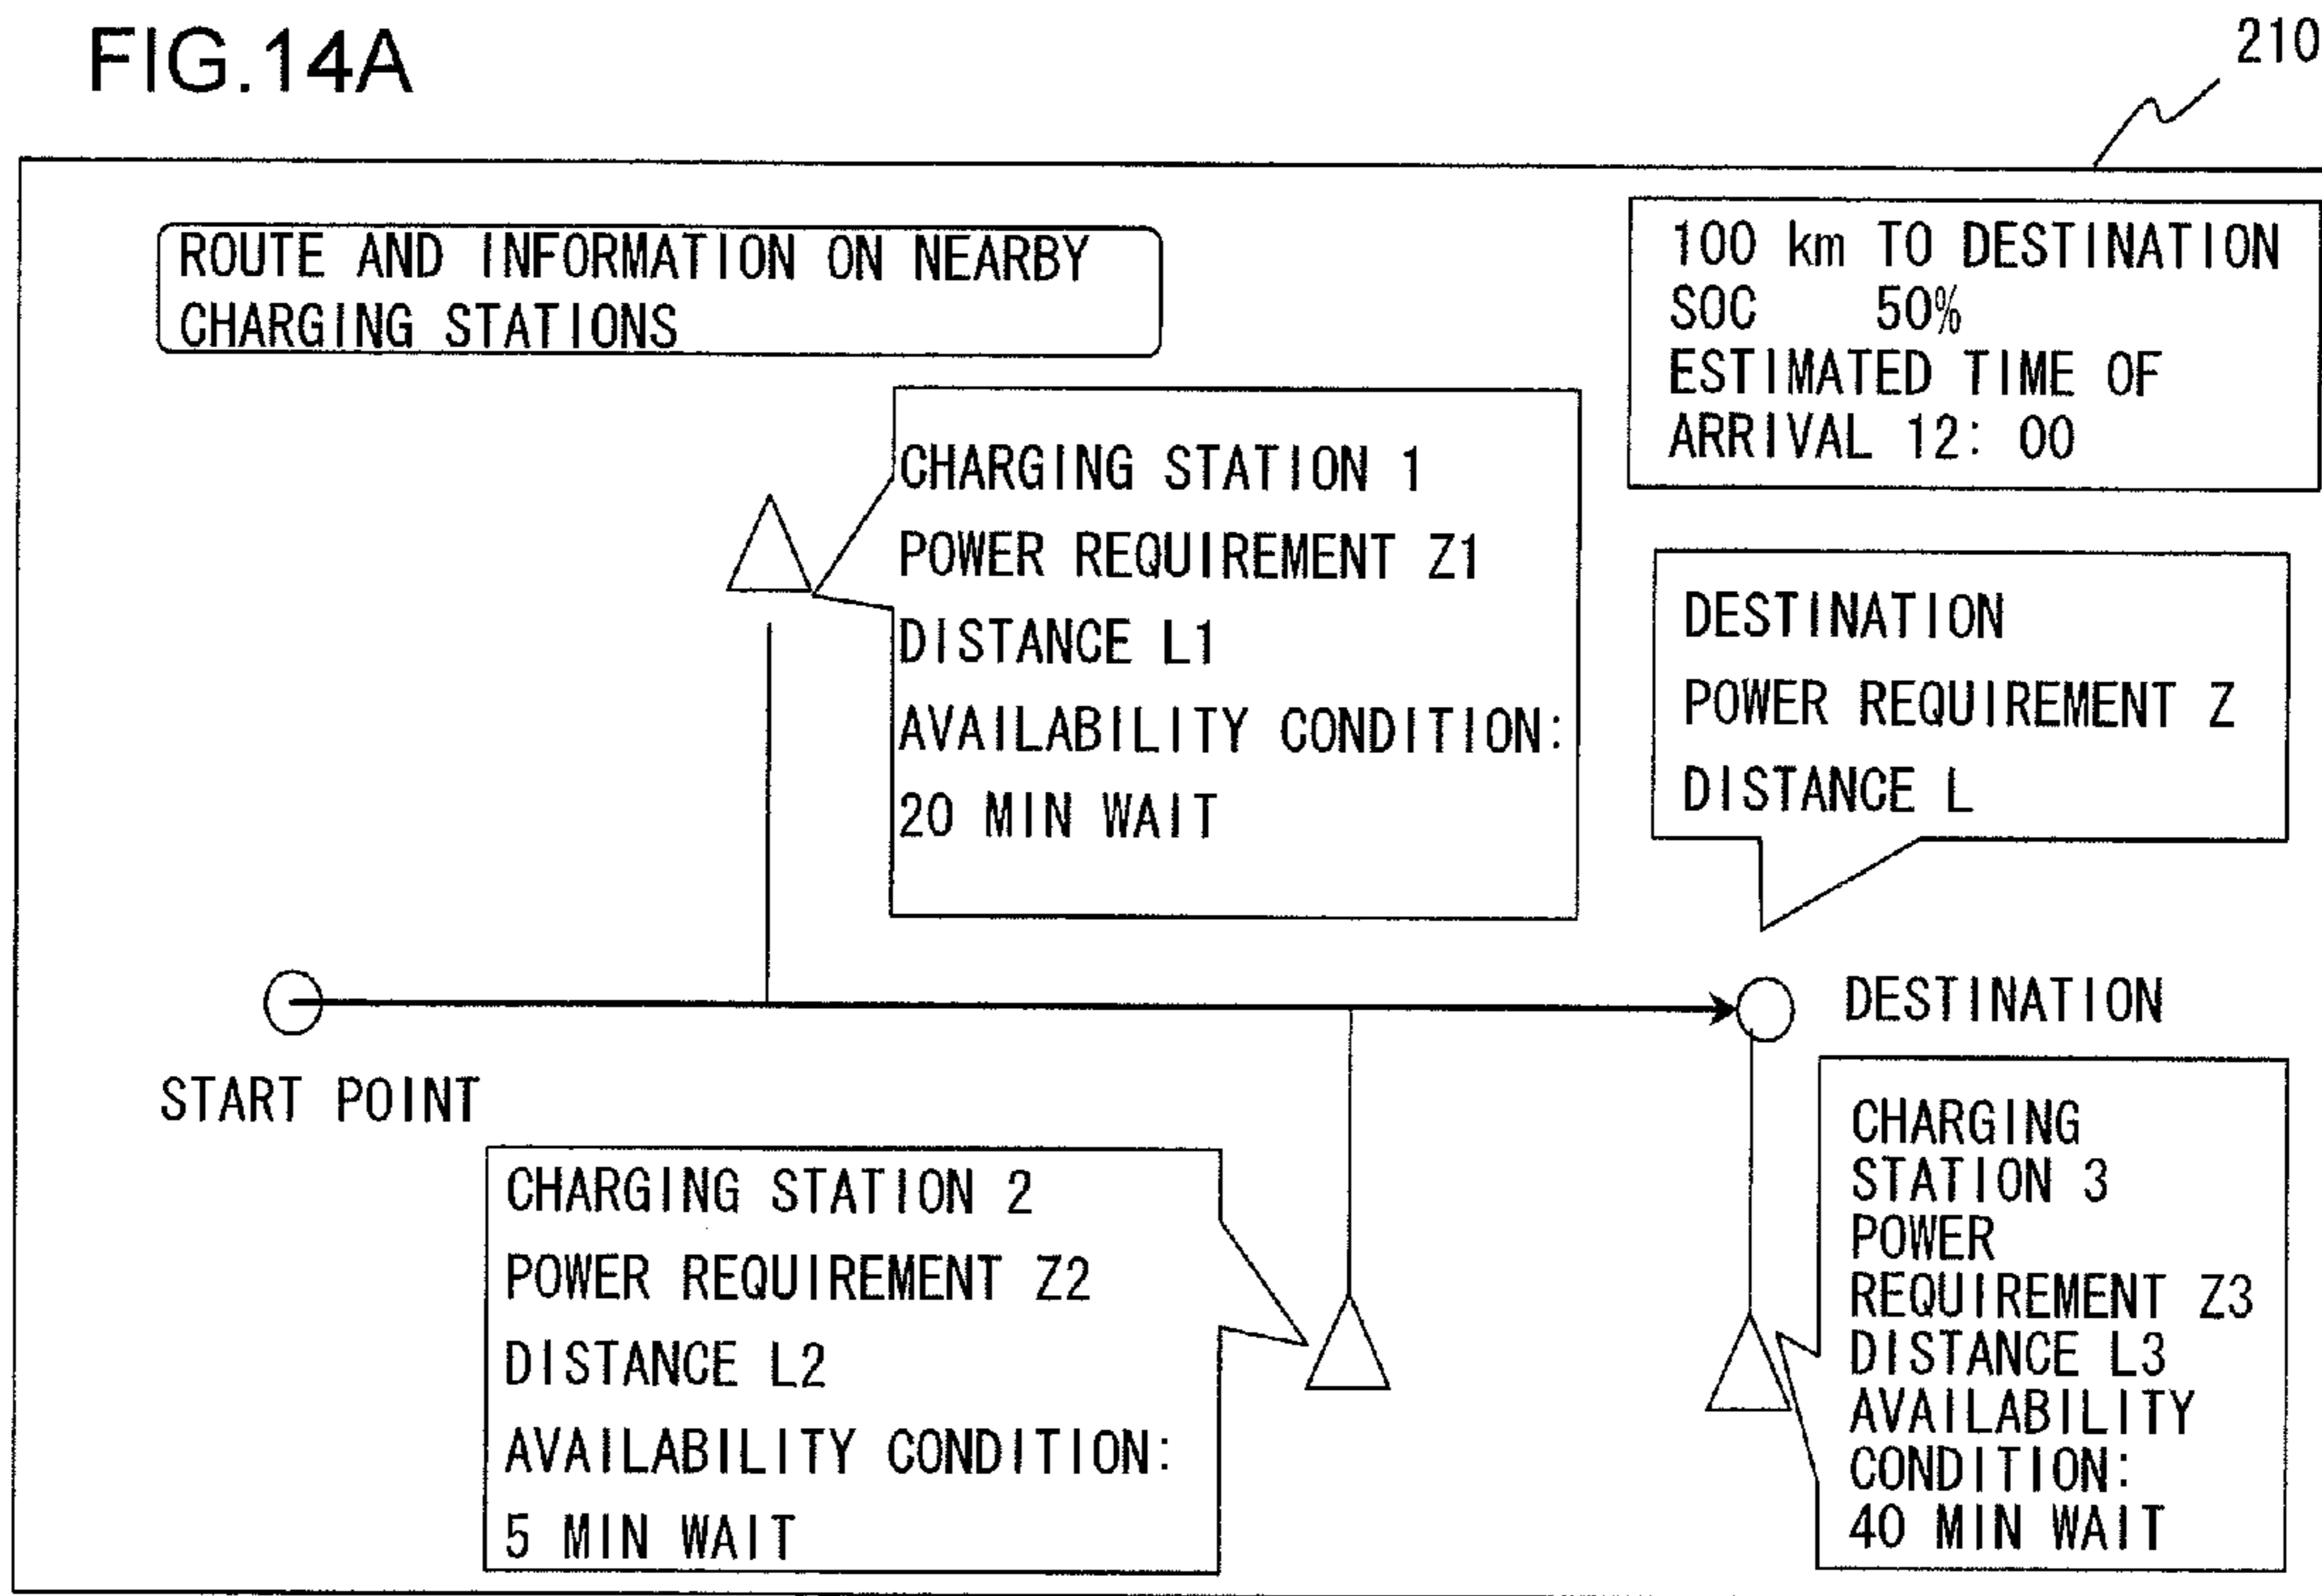 FIG.14A
210
ROUTE AND INFORMATION ON NEARBY
CHARGING STATIONS
100 km TO DESTINATION
SOC 50%
ESTIMATED TIME OF
ARRIVAL 12: 00
CHARGING STATION 1
POWER REQUIREMENT Z1
DISTANCE L1
AVAILABILITY CONDITION:
20 MIN WAIT
DESTINATION
POWER REQUIREMENT Z
DISTANCE L
DESTINATION
START POINT
CHARGING STATION 2
POWER REQUIREMENT Z2
DISTANCE L2
AVAILABILITY CONDITION:
5 MIN WAIT
CHARGING
STATION 3
POWER
REQUIREMENT Z3
DISTANCE L3
AVAILABILITY
CONDITION:
40 MIN WAIT